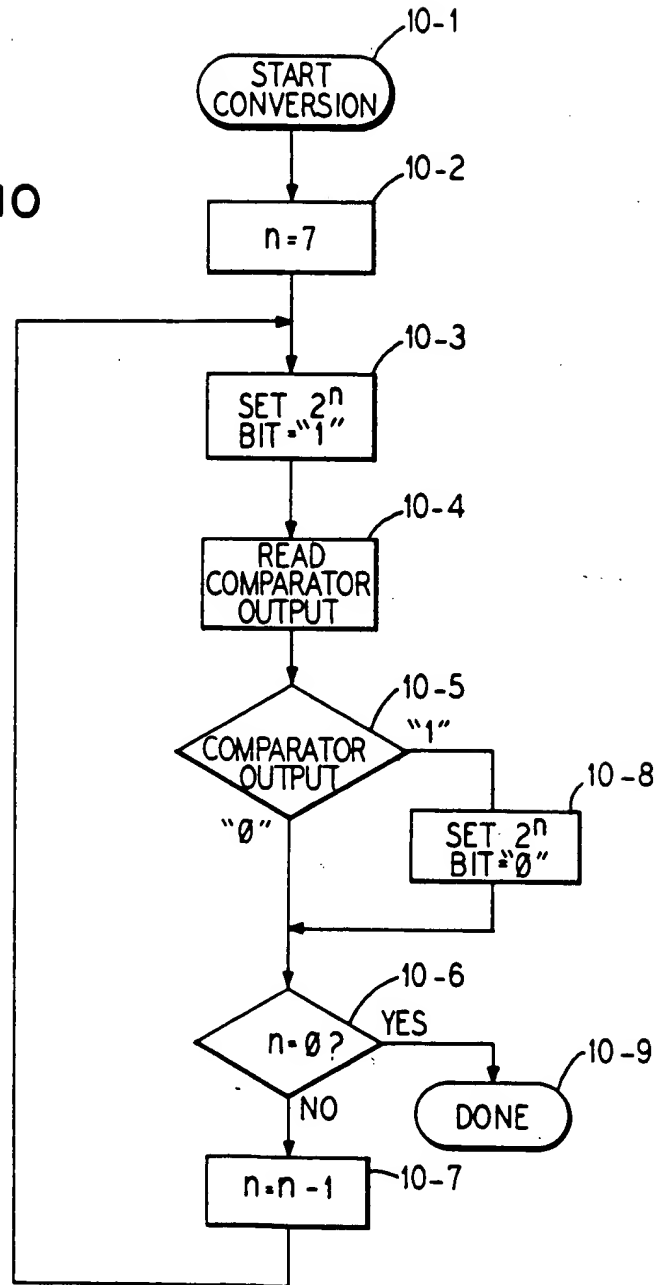 10-1
START
CONVERSION
10-2
10
n=7
10-3
SET 2ⁿ
BIT="1"
10-4
READ
COMPARATOR
OUTPUT
10-5
"1"
COMPARATOR
OUTPUT
10-8
"Ø"
SET 2ⁿ
BIT="Ø"
10-6
YES
n=Ø?
10-9
NO
DONE
n=n-1
10-7